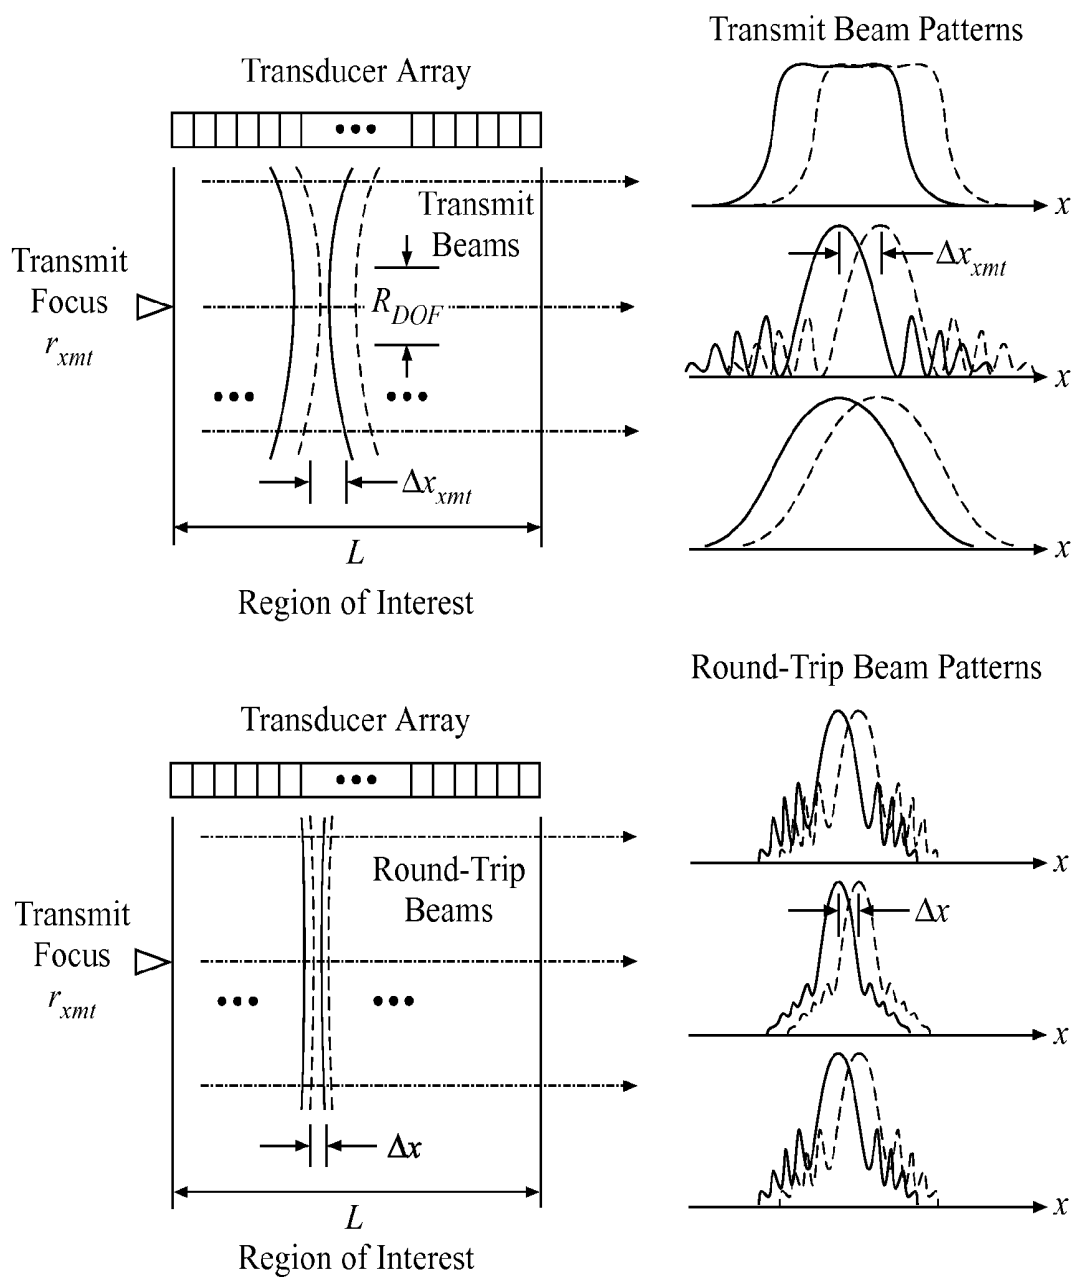 Transmit Beam Patterns
Transducer Array
x
Transmit
Beams
Transmit
Focus
r_xmt
R_DOF
Δx_xmt
x
Δx_xmt
x
L
Region of Interest
Round-Trip Beam Patterns
Transducer Array
x
Round-Trip
Beams
Transmit
Focus
r_xmt
Δx
x
Δx
x
L
Region of Interest